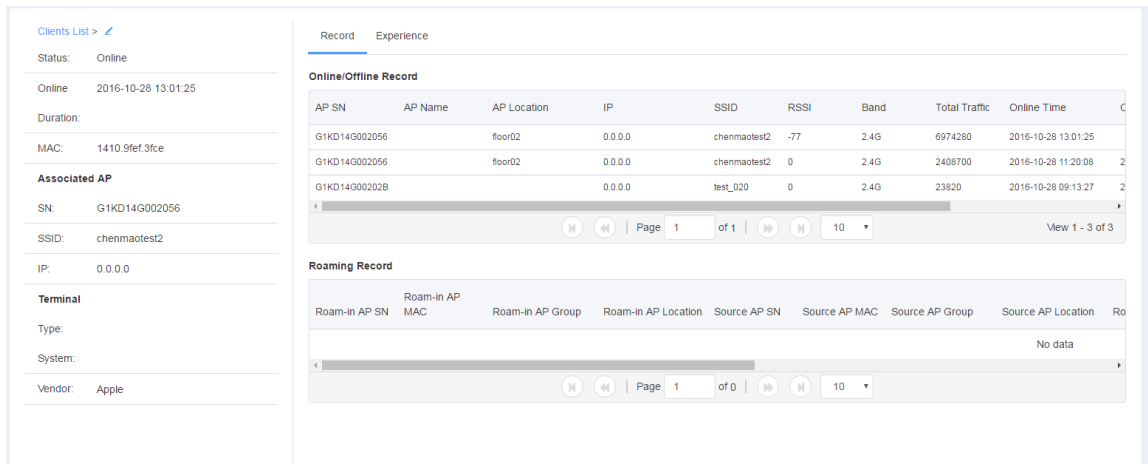 Clients List >
Status: Online
Online 2016-10-28 13:01:25
Duration:
MAC: 1410.9fef.3fce
Associated AP
SN: G1KD14G002056
SSID: chenmaotest2
IP: 0.0.0.0
Terminal
Type:
System:
Vendor: Apple
Record Experience
Online/Offline Record
AP SN AP Name AP Location IP SSID RSSI Band Total Traffic Online Time
G1KD14G002056 floor02 0.0.0.0 chenmaotest2 -77 2.4G 6974280 2016-10-28 13:01:25
G1KD14G002056 floor02 0.0.0.0 chenmaotest2 0 2.4G 2408700 2016-10-28 11:20:08 2
G1KD14G00202B 0.0.0.0 test_020 0 2.4G 23820 2016-10-28 09:13:27 2
Page 1 of 1 10 View 1 - 3 of 3
Roaming Record
Roam-in AP SN Roam-in AP MAC Roam-in AP Group Roam-in AP Location Source AP SN Source AP MAC Source AP Group Source AP Location Ro
No data
Page 1 of 0 10